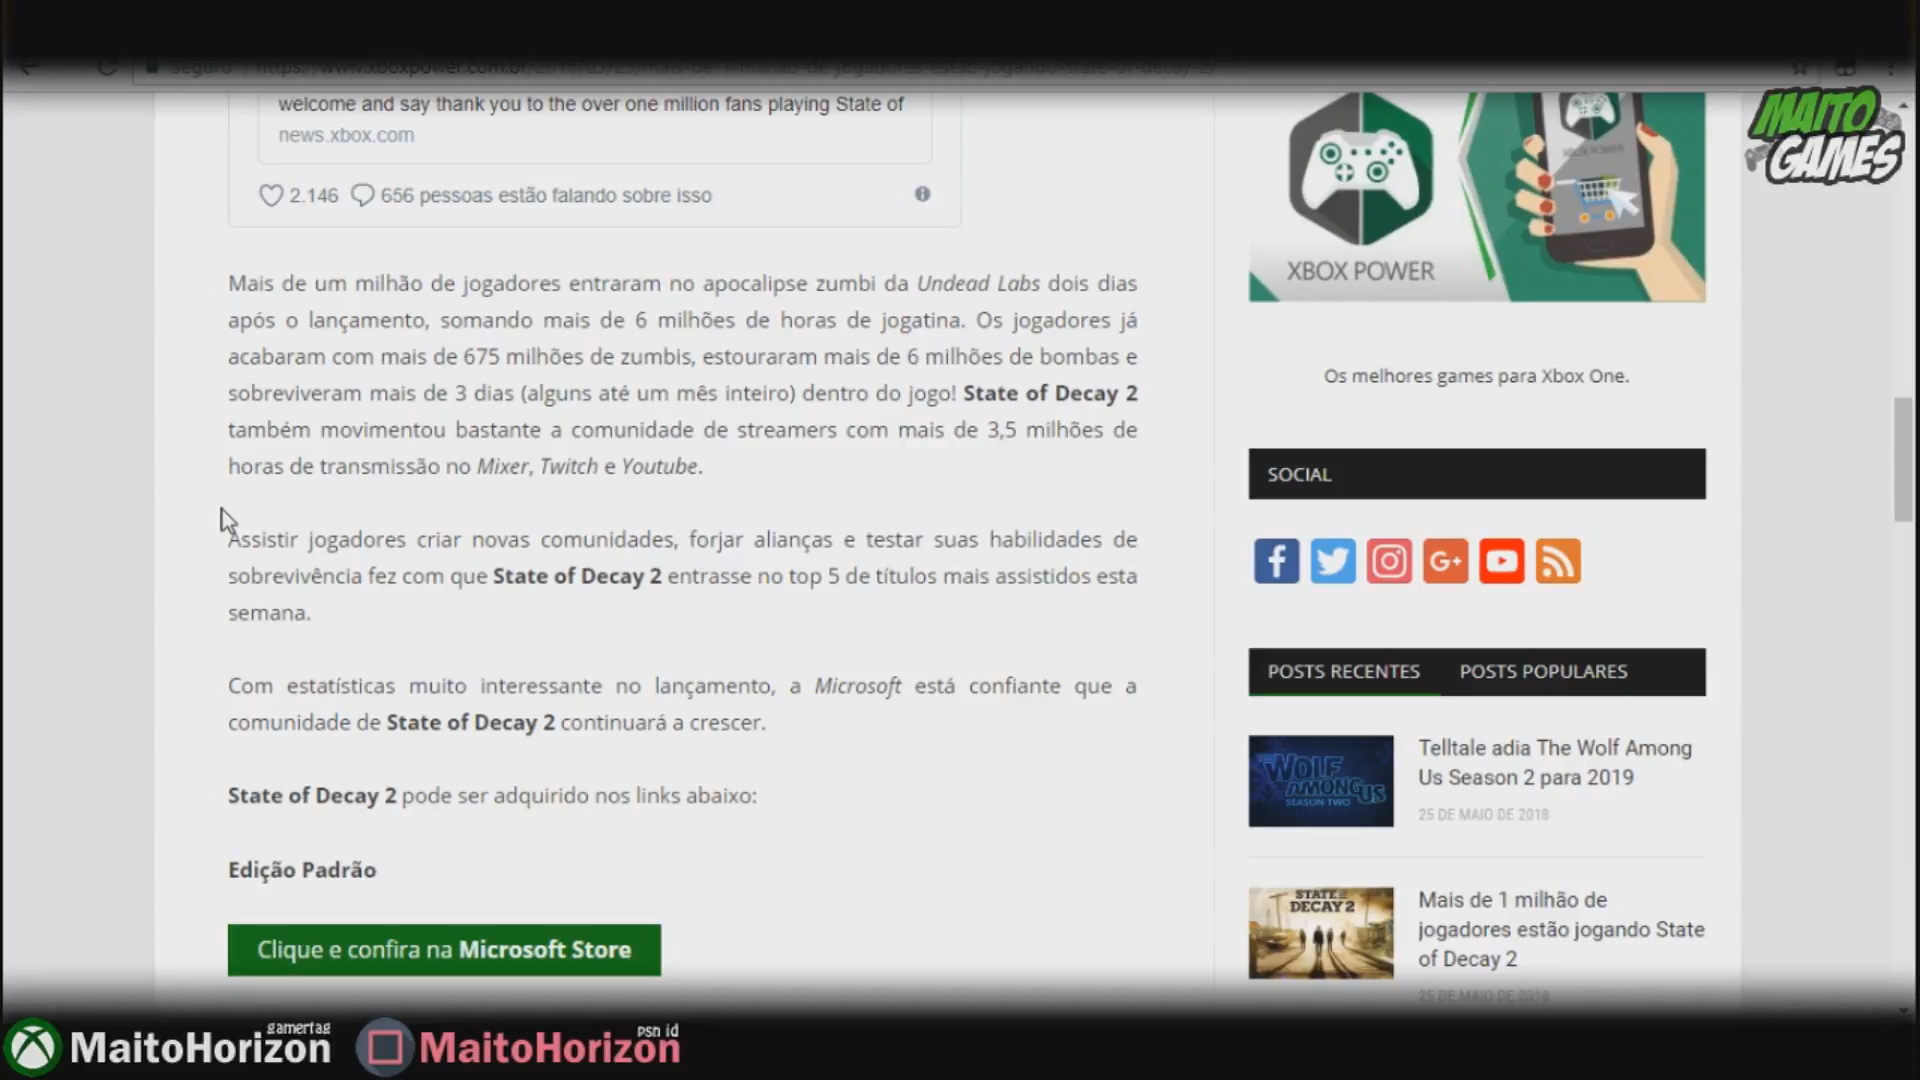 Seguro
welcome and say thank you to the over one million fans playing State of
news.xbox.com
2.146 656 pessoas estão falando sobre isso
Mais de um milhão de jogadores entraram no apocalipse zumbi da Undead Labs dois dias
após o lançamento, somando mais de 6 milhões de horas de jogatina. Os jogadores já
acabaram com mais de 675 milhões de zumbis, estouraram mais de 6 milhões de bombas e
sobreviveram mais de 3 dias (alguns até um mês inteiro) dentro do jogo! State of Decay 2
também movimentou bastante a comunidade de streamers com mais de 3,5 milhões de
horas de transmissão no Mixer, Twitch e Youtube.
Assistir jogadores criar novas comunidades, forjar alianças e testar suas habilidades de
sobrevivência fez com que State of Decay 2 entrasse no top 5 de títulos mais assistidos esta
semana.
Com estatísticas muito interessante no lançamento, a Microsoft está confiante que a
comunidade de State of Decay 2 continuará a crescer.
State of Decay 2 pode ser adquirido nos links abaixo:
Edição Padrão
Clique e confira na Microsoft Store
MAITO
GAMES
XBOX POWER
XBOX POWER
Os melhores games para Xbox One.
SOCIAL
G+
POSTS RECENTES POSTS POPULARES
WOLF
AMONG US
SEASON TWO
Telltale adia The Wolf Among
Us Season 2 para 2019
25 DE MAIO DE 2018
STATE OF
DECAY 2
Mais de 1 milhão de
jogadores estão jogando State
of Decay 2
25 DE MAIO DE 2018
gamertag
MaitoHorizon
psn id
MaitoHorizon